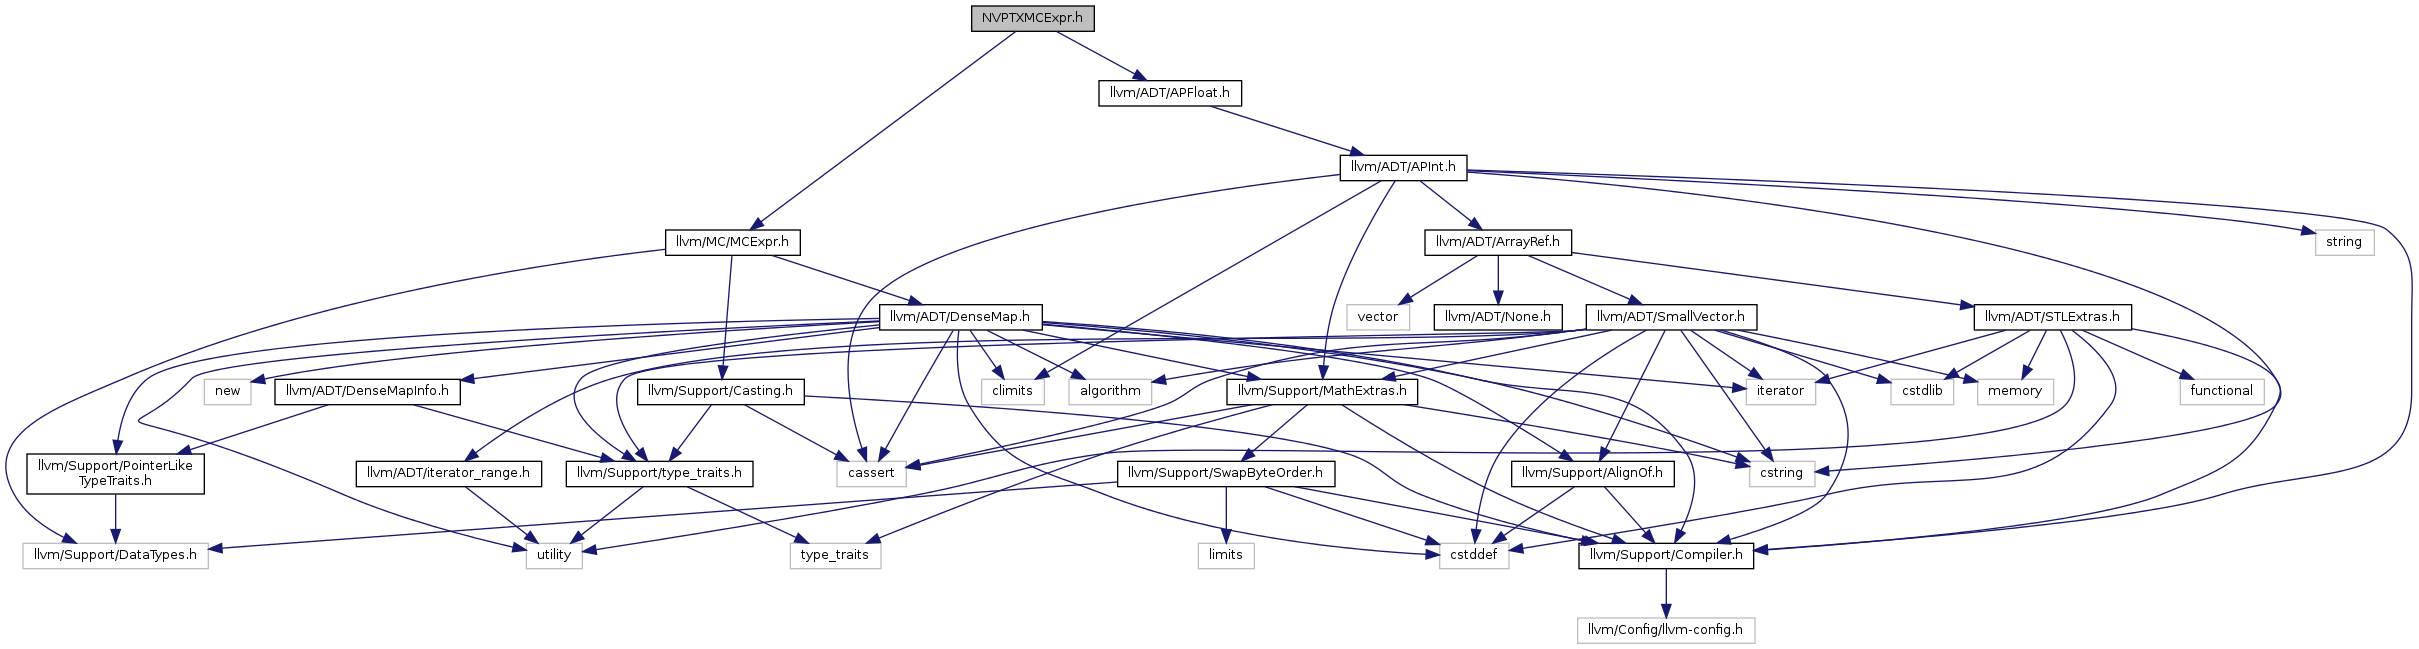 NVPTXMCExpr.h
llvm/ADT/APFloat.h
llvm/ADT/APInt.h
llvm/MC/MCExpr.h
llvm/ADT/ArrayRef.h
string
llvm/ADT/DenseMap.h
vector
llvm/ADT/None.h
llvm/ADT/SmallVector.h
llvm/ADT/STLExtras.h
new
llvm/ADT/DenseMapInfo.h
llvm/Support/Casting.h
climits
algorithm
llvm/Support/MathExtras.h
iterator
cstdlib
memory
functional
llvm/Support/PointerLike
TypeTraits.h
llvm/ADT/iterator_range.h
llvm/Support/type_traits.h
cassert
llvm/Support/SwapByteOrder.h
llvm/Support/AlignOf.h
cstring
llvm/Support/DataTypes.h
utility
type_traits
limits
cstddef
llvm/Support/Compiler.h
llvm/Config/llvm-config.h